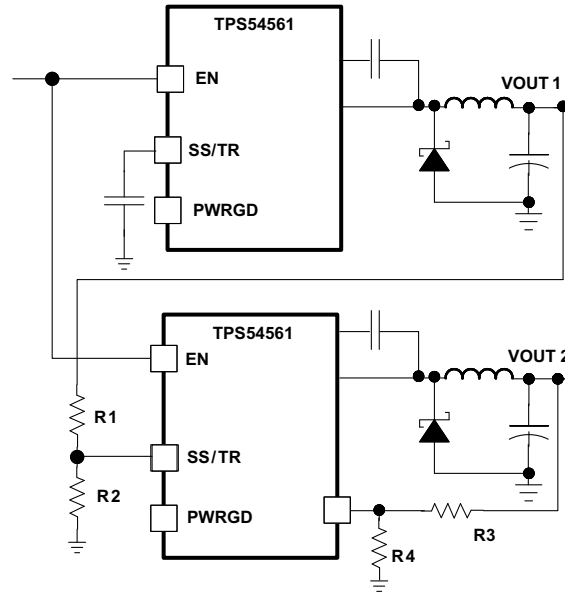 TPS54561
EN
VOUT 1
SS/TR
PWRGD
TPS54561
EN
VOUT 2
R1
SS/TR
R2
PWRGD
R3
R4